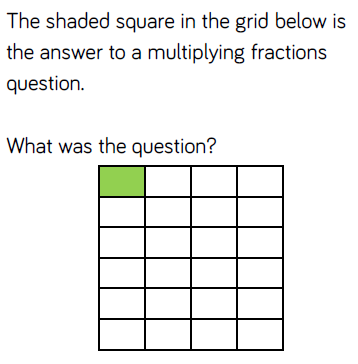 The shaded square in the grid below is
the answer to a multiplying fractions
question.
What was the question?